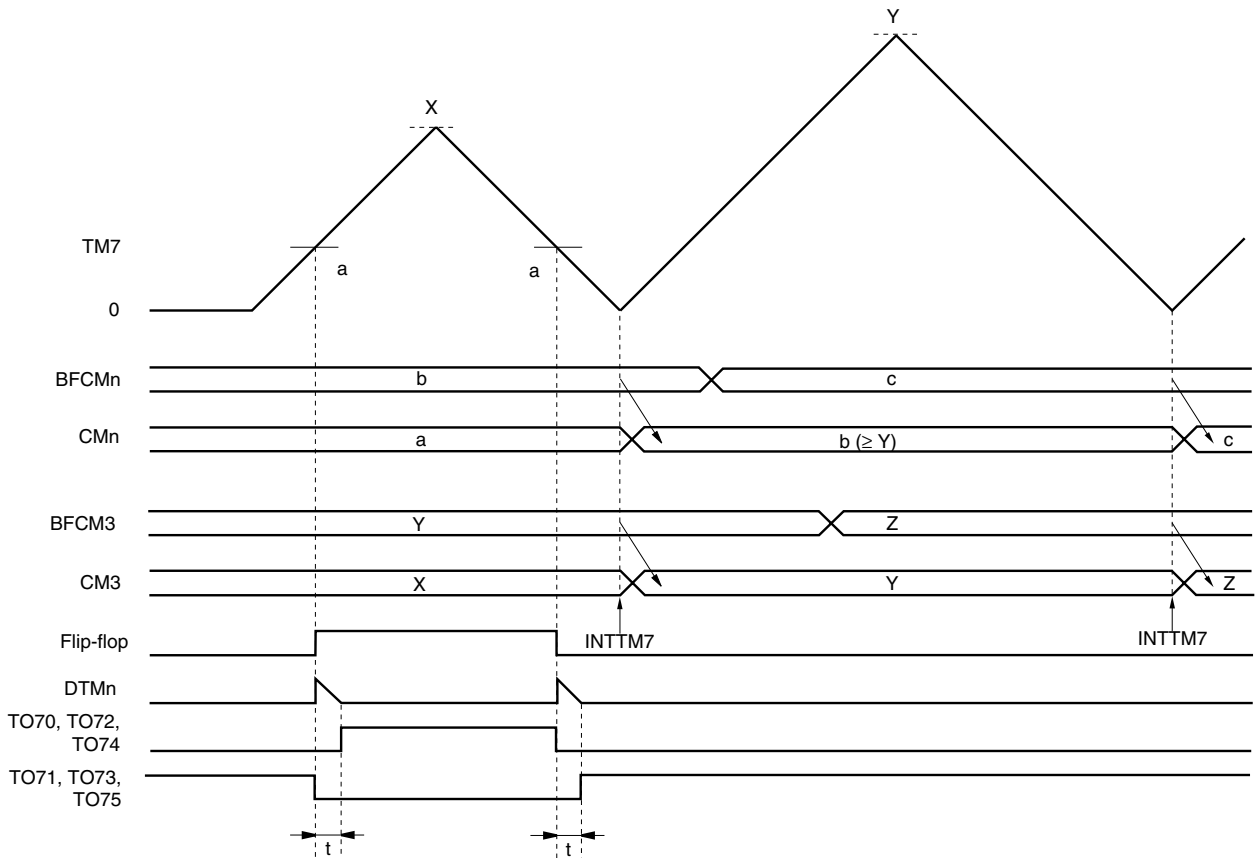 Y
X
TM7
a
a
0
BFCMn
b
c
CMn
a
b (≥ Y)
c
BFCM3
Y
Z
CM3
X
Y
Z
Flip-flop
INTTM7
INTTM7
DTMn
TO70, TO72,
TO74
TO71, TO73,
TO75
t
t